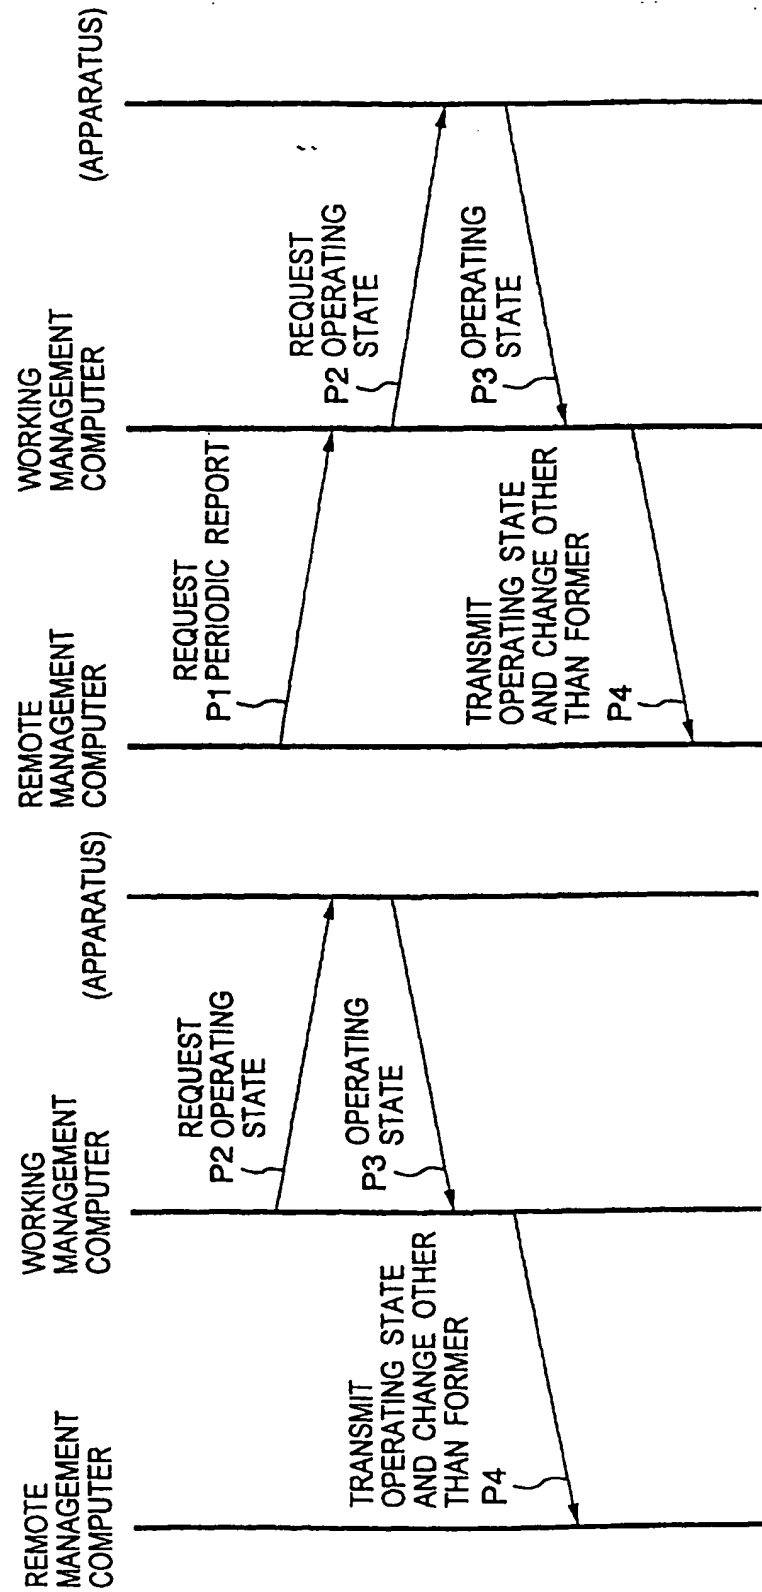 REMOTE
MANAGEMENT
COMPUTER
WORKING
MANAGEMENT
COMPUTER
(APPARATUS)
REQUEST
P2 OPERATING
STATE
P3 OPERATING
STATE
TRANSMIT
OPERATING STATE
AND CHANGE OTHER
THAN FORMER
P4
REMOTE
MANAGEMENT
COMPUTER
WORKING
MANAGEMENT
COMPUTER
(APPARATUS)
REQUEST
P1 PERIODIC REPORT
REQUEST
OPERATING
P2 STATE
P3 OPERATING
STATE
TRANSMIT
OPERATING STATE
AND CHANGE OTHER
THAN FORMER
P4